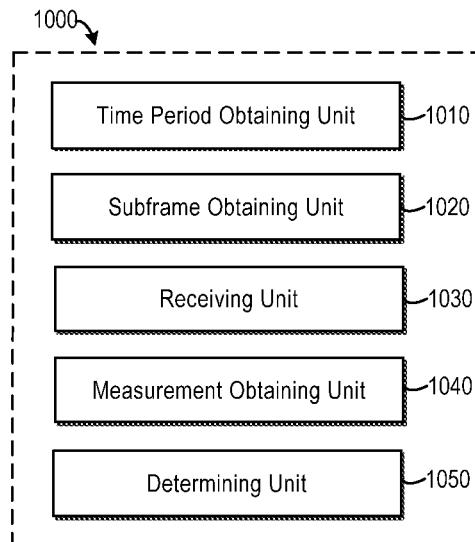 1000
Time Period Obtaining Unit 1010
Subframe Obtaining Unit 1020
Receiving Unit 1030
Measurement Obtaining Unit 1040
Determining Unit 1050